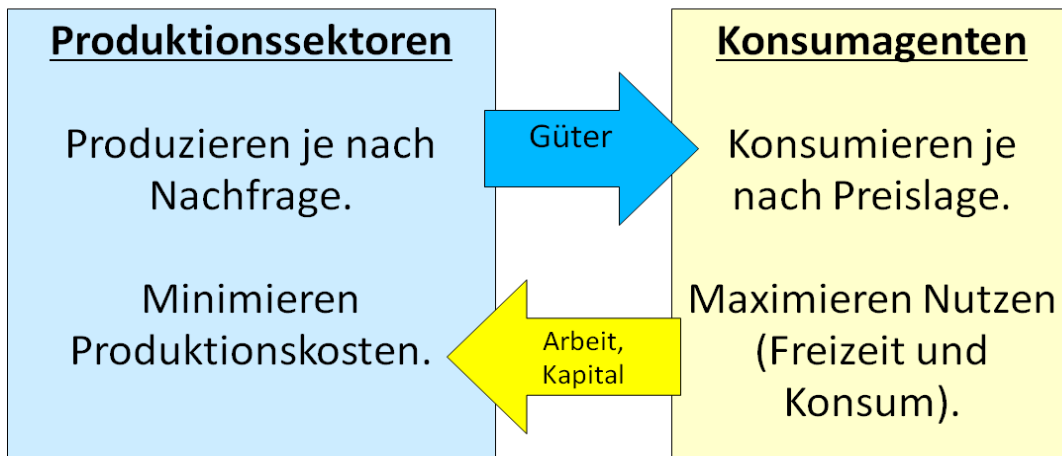 Produktionssektoren
Produzieren je nach
Nachfrage.
Minimieren
Produktionskosten.
Güter
Arbeit,
Kapital
Konsumagenten
Konsumieren je
nach Preislage.
Maximieren Nutzen
(Freizeit und
Konsum).